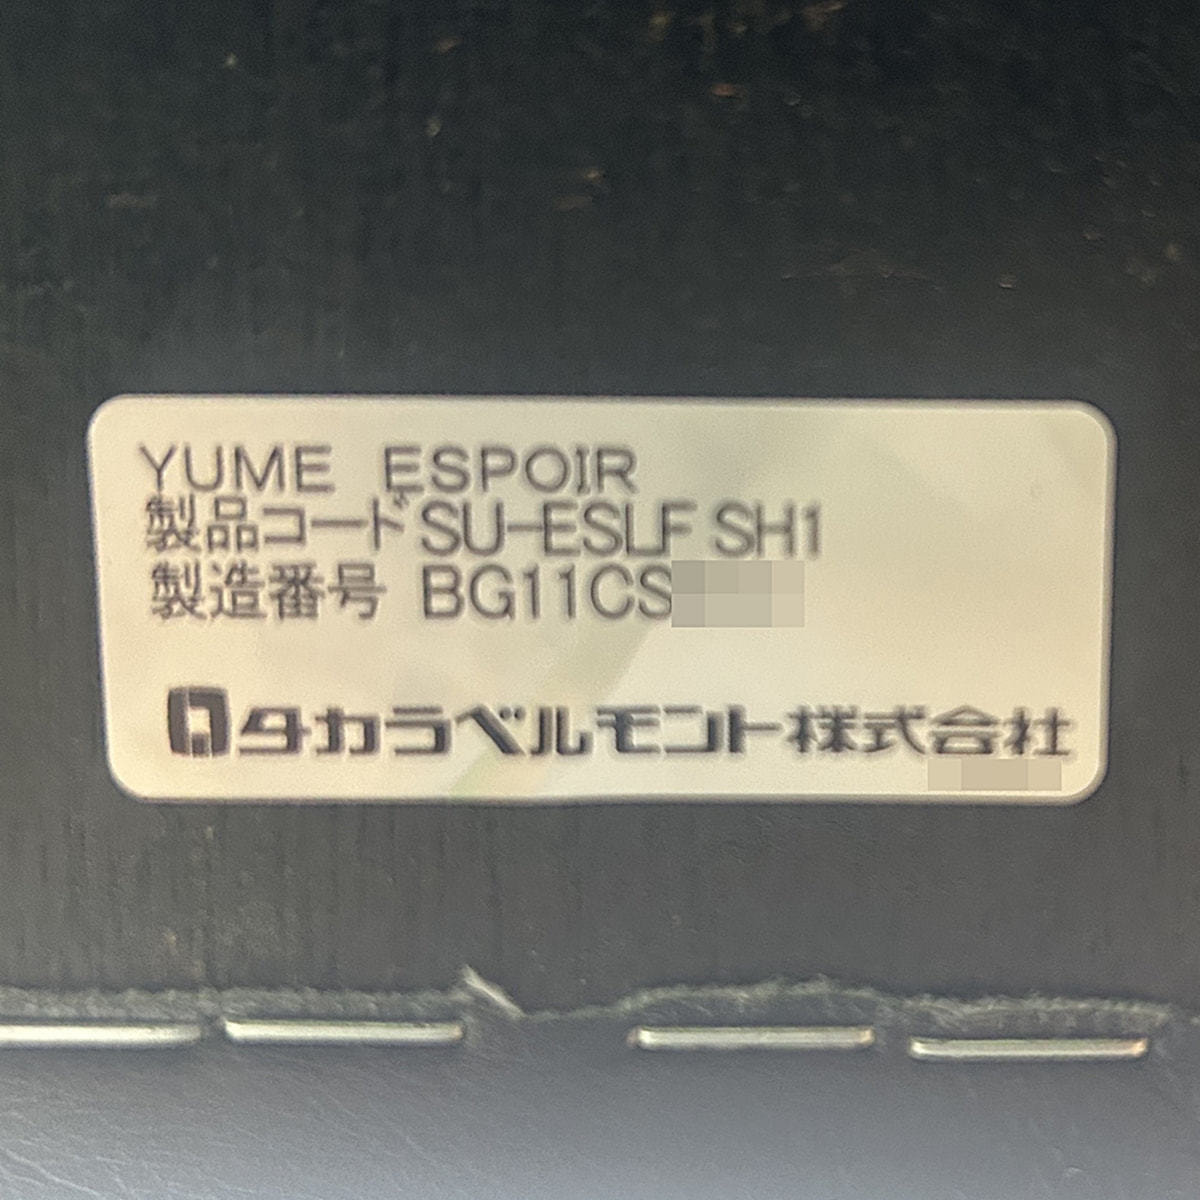 YUME ESPOIR
製品コード SU-ESLF SH1
製造番号 BG11CS
タカラベルモント株式会社